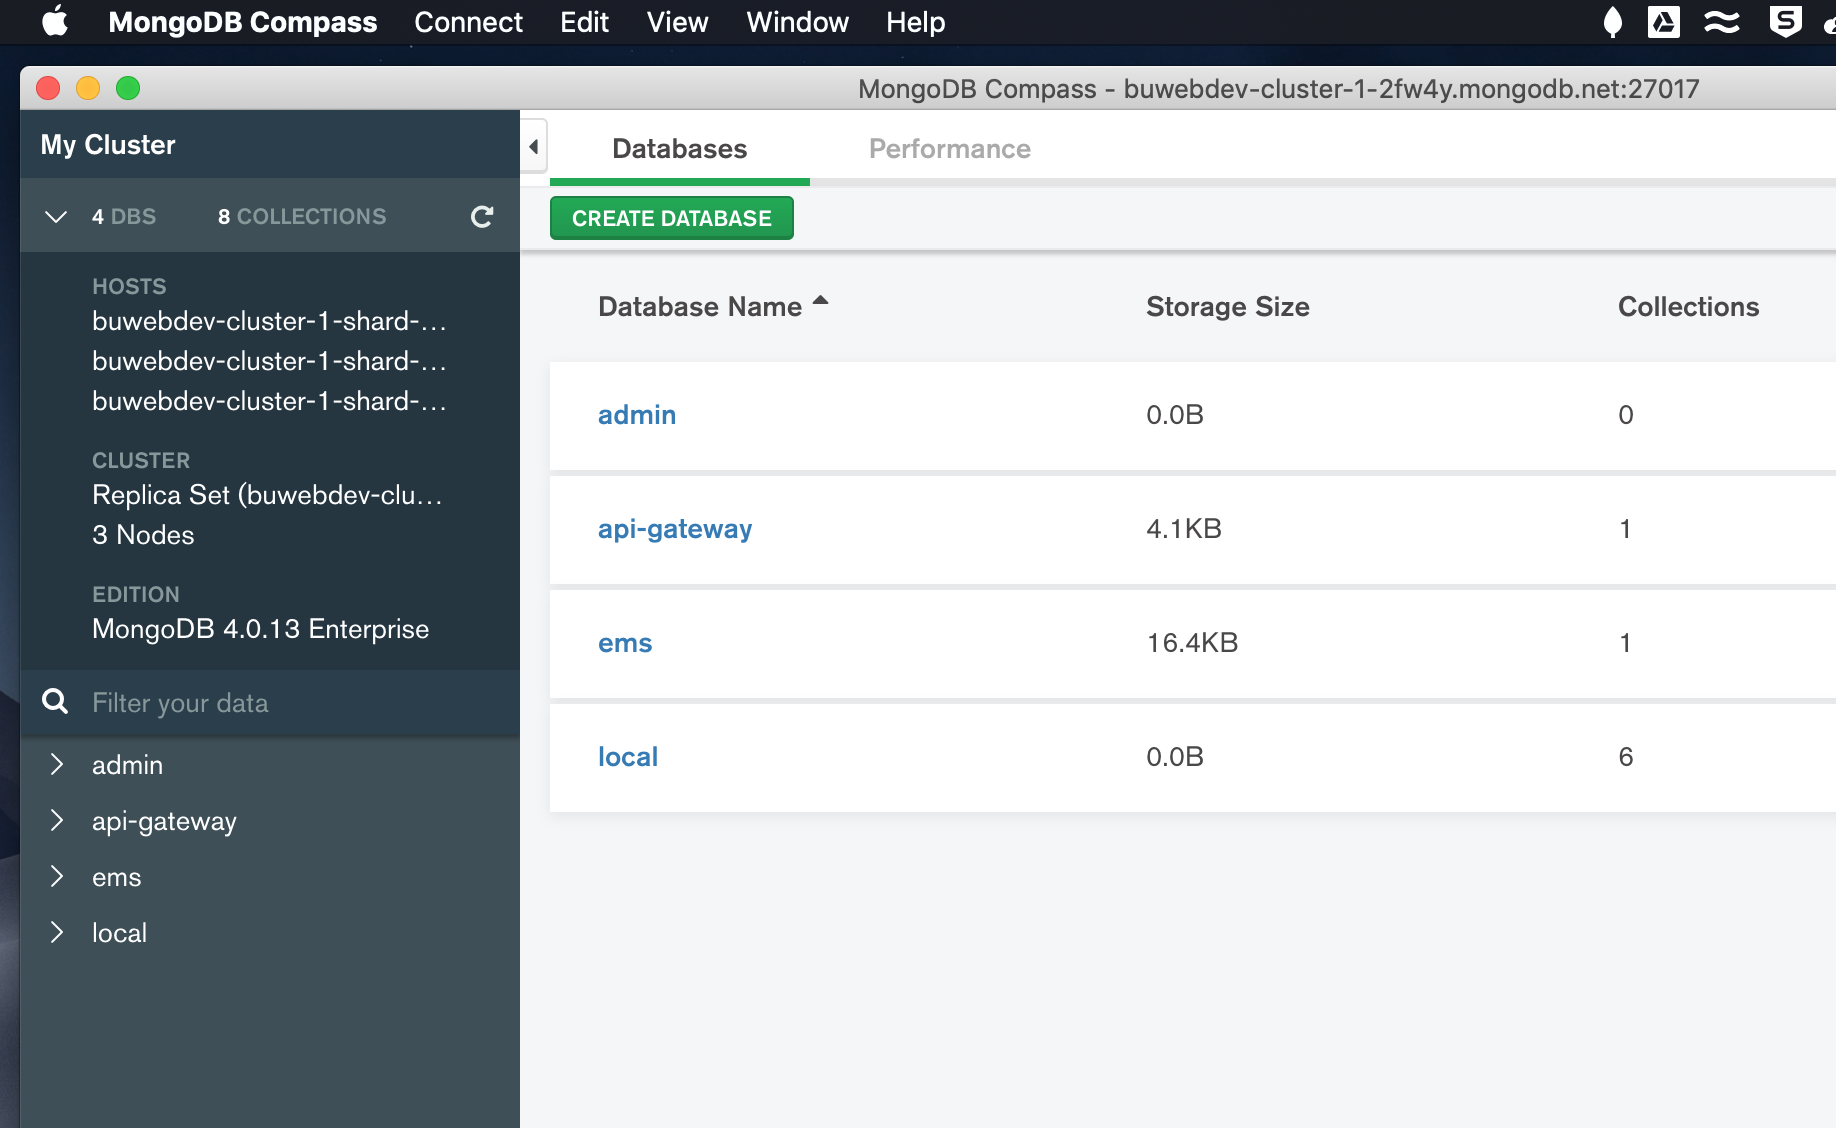 MongoDB Compass Connect Edit View Window Help
MongoDB Compass - buwebdev-cluster-1-2fw4y.mongodb.net:27017
My Cluster
4 DBS 8 COLLECTIONS
HOSTS
buwebdev-cluster-1-shard-...
buwebdev-cluster-1-shard-...
buwebdev-cluster-1-shard-...
CLUSTER
Replica Set (buwebdev-clu...
3 Nodes
EDITION
MongoDB 4.0.13 Enterprise
Filter your data
admin
api-gateway
ems
local
Databases Performance
CREATE DATABASE
Database Name Storage Size Collections
admin 0.0B 0
api-gateway 4.1KB 1
ems 16.4KB 1
local 0.0B 6